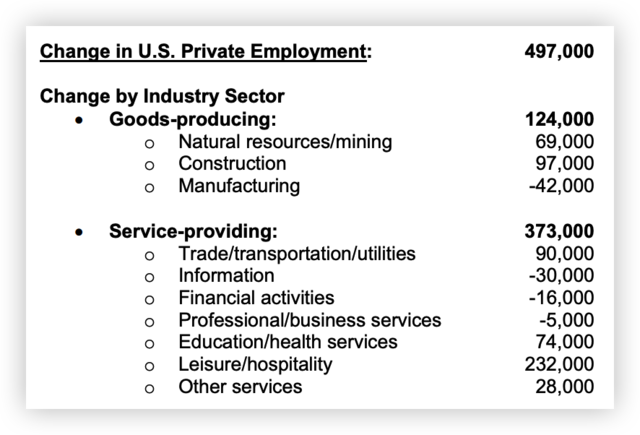 Change in U.S. Private Employment: 497,000
Change by Industry Sector
• Goods-producing: 124,000
o Natural resources/mining 69,000
o Construction 97,000
o Manufacturing -42,000
• Service-providing: 373,000
o Trade/transportation/utilities 90,000
o Information -30,000
o Financial activities -16,000
o Professional/business services -5,000
o Education/health services 74,000
o Leisure/hospitality 232,000
o Other services 28,000